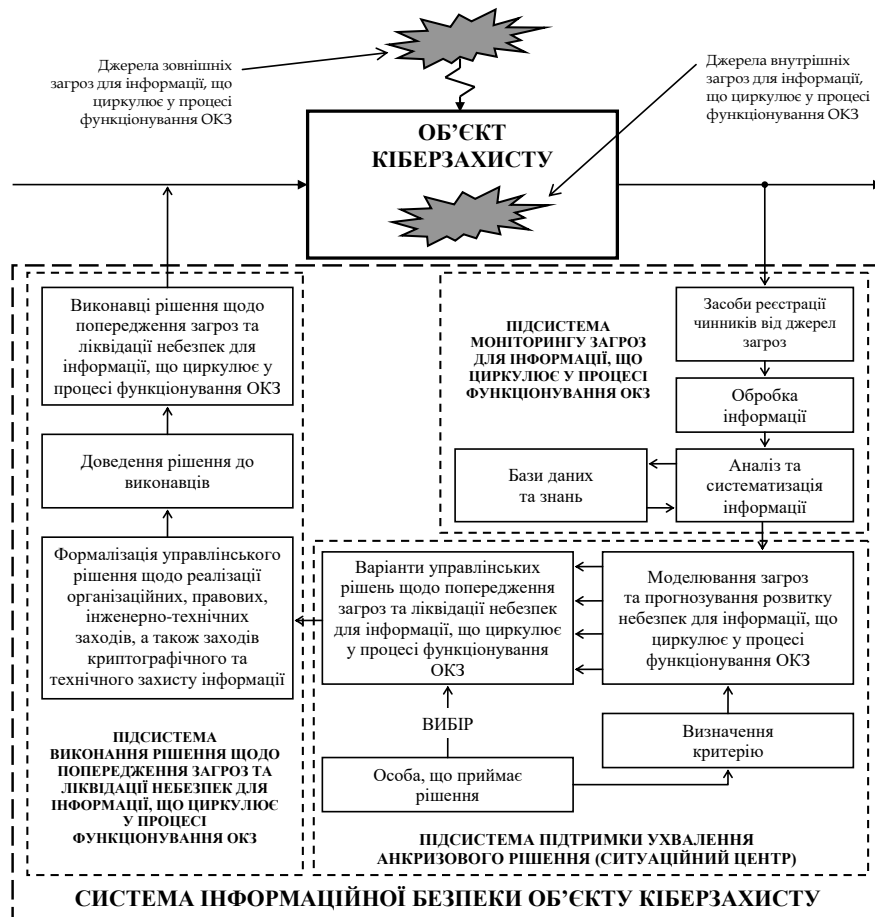 Джерела зовнішніх
загроз для інформації, що
циркулює у процесі
функціонування ОКЗ
Джерела внутрішніх
загроз для інформації,
що циркулює у процесі
функціонування ОКЗ
ОБ’ЄКТ
КІБЕРЗАХИСТУ
Виконавці рішення щодо
попередження загроз та
ліквідації небезпек для
інформації, що циркулює у
процесі функціонування ОКЗ
Доведення рішення до
виконавців
Формалізація управлінського
рішення щодо реалізації
організаційних, правових,
інженерно-технічних
заходів, а також заходів
криптографічного та
технічного захисту інформації
ПІДСИСТЕМА
ВИКОНАННЯ РІШЕННЯ ЩОДО
ПОПЕРЕДЖЕННЯ ЗАГРОЗ ТА
ЛІКВІДАЦІЇ НЕБЕЗПЕК ДЛЯ
ІНФОРМАЦІЇ, ЩО ЦИРКУЛЮЄ
У ПРОЦЕСІ
ФУНКЦІОНУВАННЯ ОКЗ
ПІДСИСТЕМА
МОНІТОРИНГУ ЗАГРОЗ
ДЛЯ ІНФОРМАЦІЇ, ЩО
ЦИРКУЛЮЄ У ПРОЦЕСІ
ФУНКЦІОНУВАННЯ ОКЗ
Засоби реєстрації
чинників від джерел
загроз
Обробка
інформації
Бази даних
та знань
Аналіз та
систематизація
інформації
Варіанти управлінських
рішень щодо попередження
загроз та ліквідації небезпек
для інформації, що циркулює
у процесі функціонування
ОКЗ
Моделювання загроз
та прогнозування розвитку
небезпек для інформації, що
циркулює у процесі
функціонування ОКЗ
ВИБІР
Визначення
критерію
Особа, що приймає
рішення
ПІДСИСТЕМА ПІДТРИМКИ УХВАЛЕННЯ
АНКРИЗОВОГО РІШЕННЯ (СИТУАЦІЙНИЙ ЦЕНТР)
СИСТЕМА ІНФОРМАЦІЙНОЇ БЕЗПЕКИ ОБ’ЄКТУ КІБЕРЗАХИСТУ